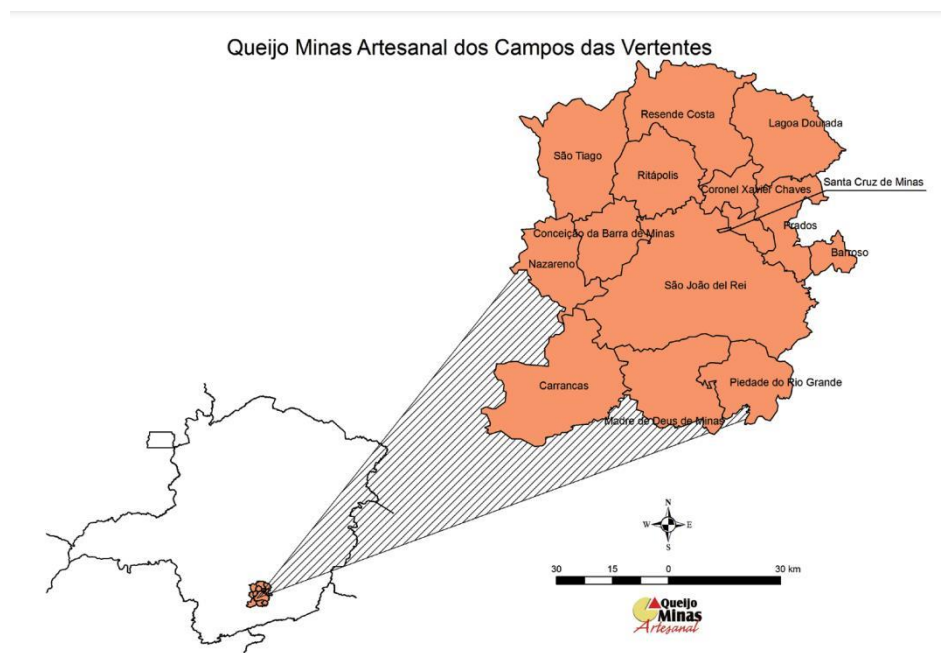 Queijo Minas Artesanal dos Campos das Vertentes
Resende Costa
Lagoa Dourada
São Tiago
Ritápolis
Santa Cruz de Minas
Coronel Xavier Chaves
Prados
Conceição da Barra de Minas
Barroso
Nazareno
São João del Rei
Carrancas
Piedade do Rio Grande
Madre de Deus de Minas
N
W E
S
30 15 0 30 km
Queijo
Minas
Artesanal